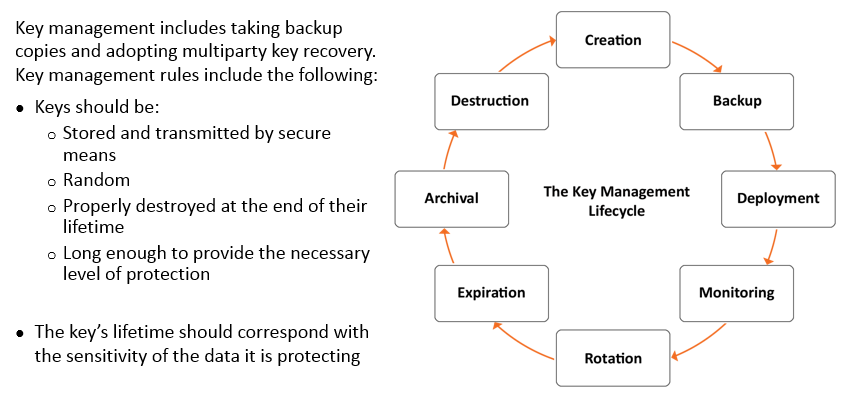 Key management includes taking backup
copies and adopting multiparty key recovery.
Key management rules include the following:
• Keys should be:
o Stored and transmitted by secure
means
o Random
o Properly destroyed at the end of their
lifetime
o Long enough to provide the necessary
level of protection
• The key’s lifetime should correspond with
the sensitivity of the data it is protecting
Creation
Backup
Deployment
Monitoring
Rotation
Expiration
Archival
Destruction
The Key Management
Lifecycle